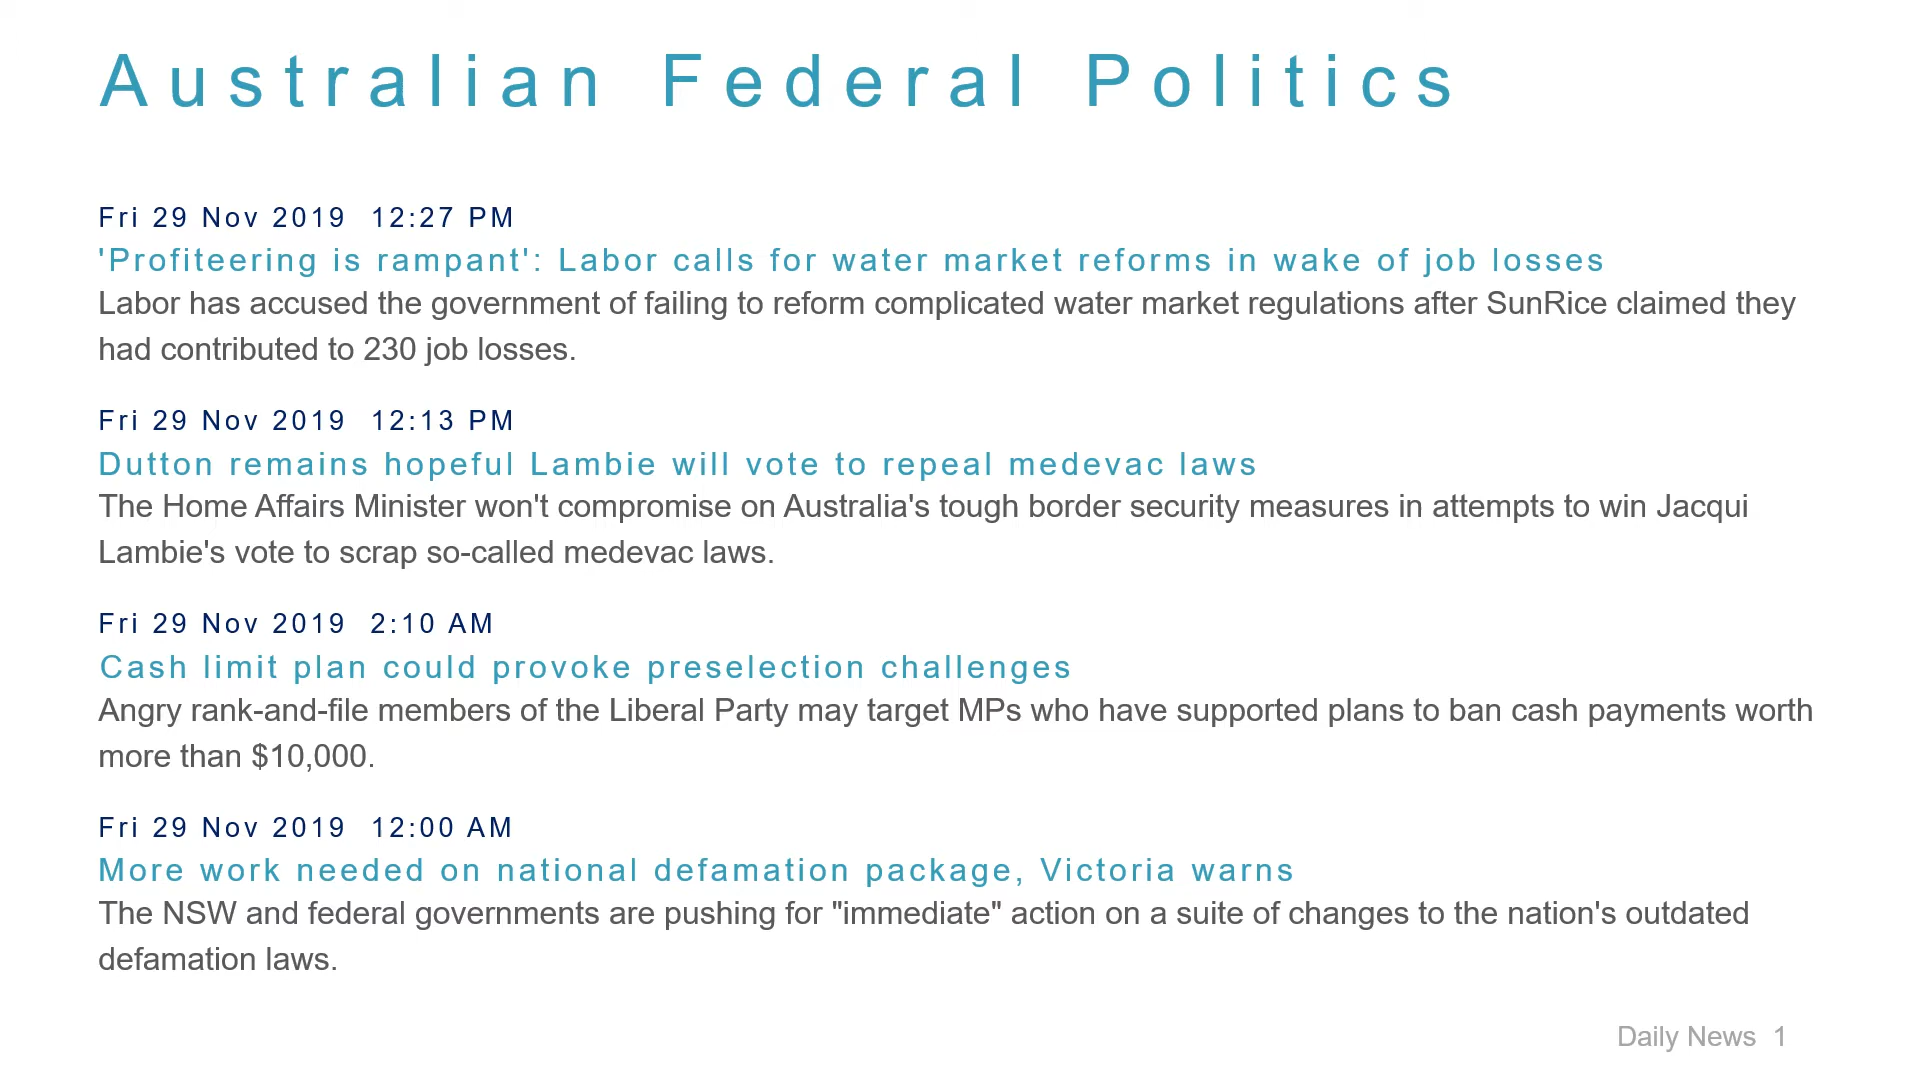 Australian Federal Politics
Fri 29 Nov 2019  12:27 PM
'Profiteering is rampant': Labor calls for water market reforms in wake of job losses
Labor has accused the government of failing to reform complicated water market regulations after SunRice claimed they
had contributed to 230 job losses.
Fri 29 Nov 2019  12:13 PM
Dutton remains hopeful Lambie will vote to repeal medevac laws
The Home Affairs Minister won't compromise on Australia's tough border security measures in attempts to win Jacqui
Lambie's vote to scrap so-called medevac laws.
Fri 29 Nov 2019  2:10 AM
Cash limit plan could provoke preselection challenges
Angry rank-and-file members of the Liberal Party may target MPs who have supported plans to ban cash payments worth
more than $10,000.
Fri 29 Nov 2019  12:00 AM
More work needed on national defamation package, Victoria warns
The NSW and federal governments are pushing for "immediate" action on a suite of changes to the nation's outdated
defamation laws.
Daily News  1